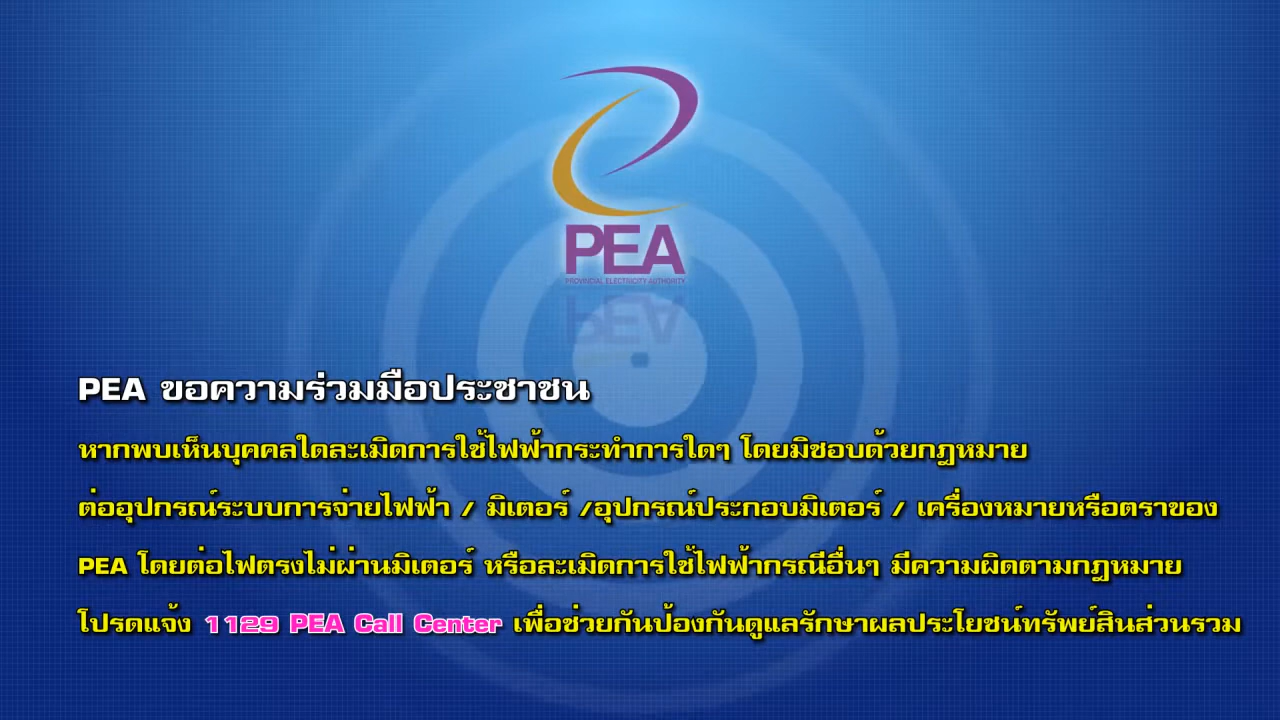 PEA
PROVINCIAL ELECTRICITY AUTHORITY
PEA ขอความร่วมมือประชาชน
หากพบเห็นบุคคลใดละเมิดการใช้ไฟฟ้ากระทำการใดๆ โดยมิชอบด้วยกฎหมาย
ต่ออุปกรณ์ระบบการจ่ายไฟฟ้า / มิเตอร์ /อุปกรณ์ประกอบมิเตอร์ / เครื่องหมายหรือตราของ
PEA โดยต่อไฟตรงไม่ผ่านมิเตอร์ หรือละเมิดการใช้ไฟฟ้ากรณีอื่นๆ มีความผิดตามกฎหมาย
โปรดแจ้ง 1129 PEA Call Center เพื่อช่วยกันป้องกันดูแลรักษาผลประโยชน์ทรัพย์สินส่วนรวม